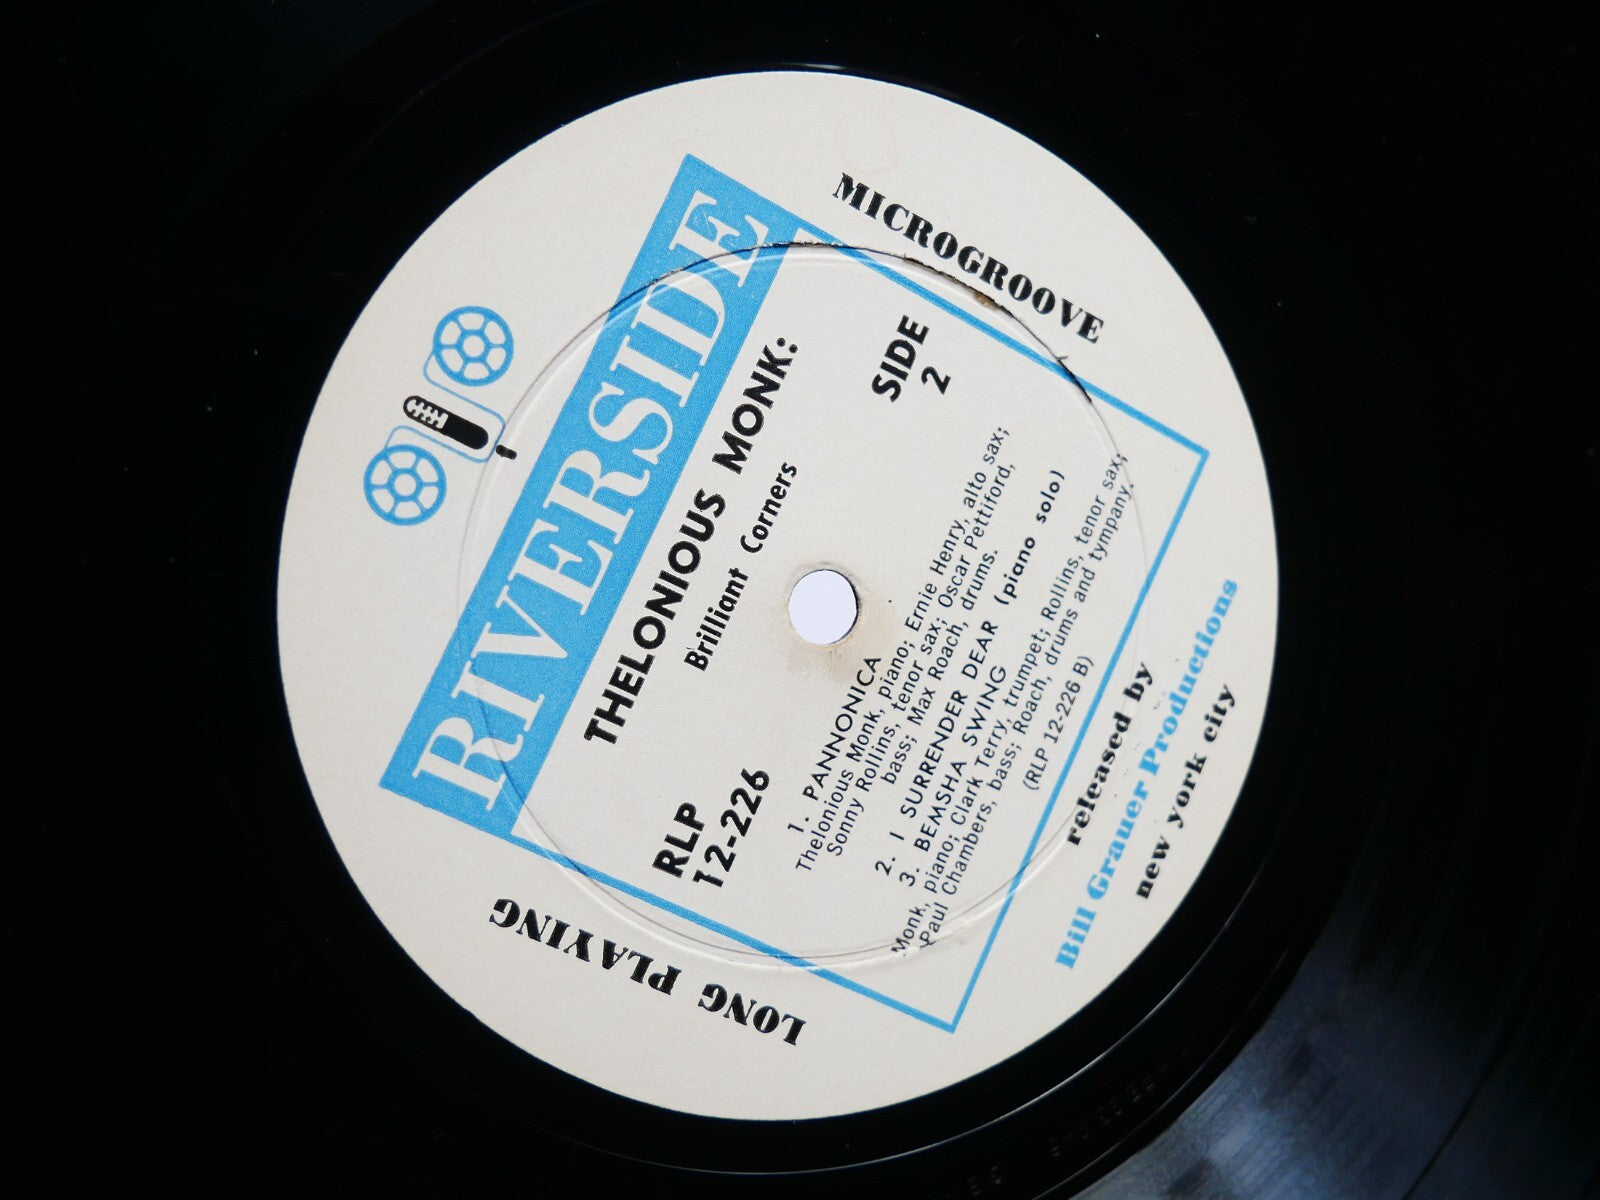 MICROGROOVE
RIVERSIDE
THELONIOUS MONK:
Brilliant Corners
RLP
12-226
SIDE
2
1. PANNONICA
Thelonious Monk, piano; Ernie Henry, alto sax;
Sonny Rollins, tenor sax; Oscar Pettiford,
bass; Max Roach, drums.
2. I SURRENDER DEAR (piano solo)
3. BEMSHA SWING
Monk, piano; Clark Terry, trumpet; Rollins, tenor sax;
Paul Chambers, bass; Roach, drums and tympany.
(RLP 12-226 B)
LONG PLAYING
released by
Bill Grauer Productions
new york city